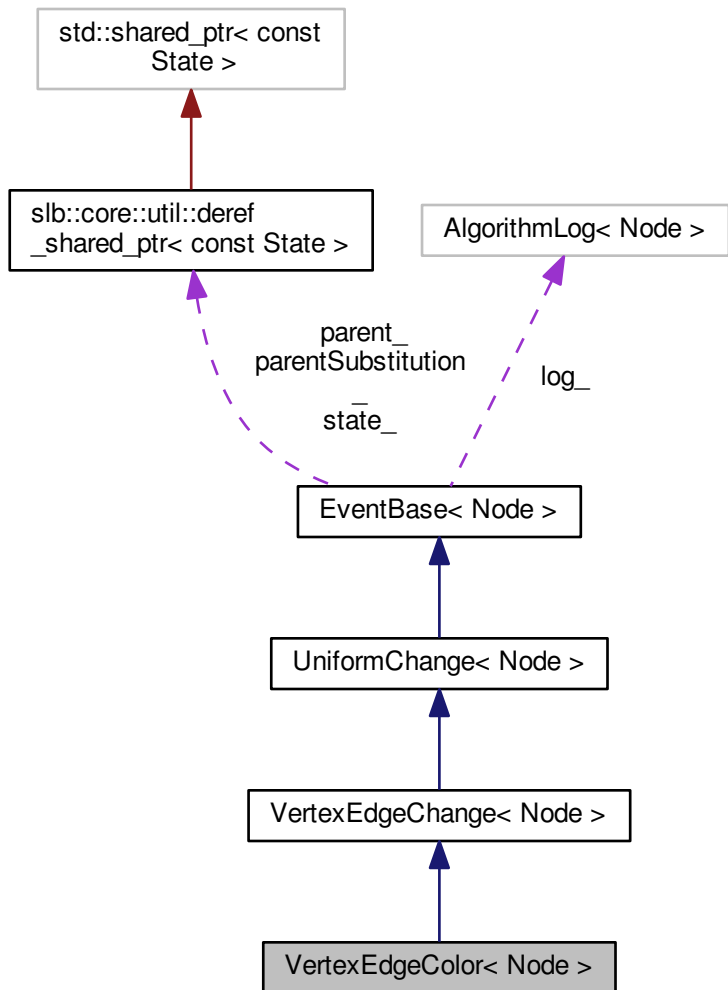 std::shared_ptr< const
State >
slb::core::util::deref
_shared_ptr< const State >
AlgorithmLog< Node >
parent_
parentSubstitution
_
state_
log_
EventBase< Node >
UniformChange< Node >
VertexEdgeChange< Node >
VertexEdgeColor< Node >